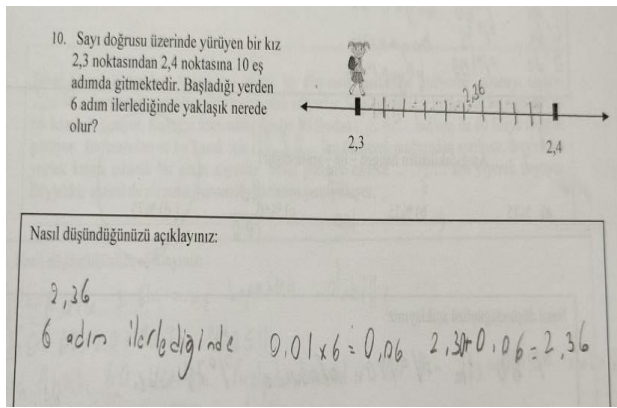 10. Sayı doğrusu üzerinde yürüyen bir kız
2,3 noktasından 2,4 noktasına 10 eş
adımda gitmektedir. Başladığı yerden
6 adım ilerlediğinde yaklaşık nerede
olur?
2,36
2,3
2,4
Nasıl düşündüğünüzü açıklayınız:
2,36
6 adım ilerlediğinde 0,01x6=0,06 2,30+0,06=2,36